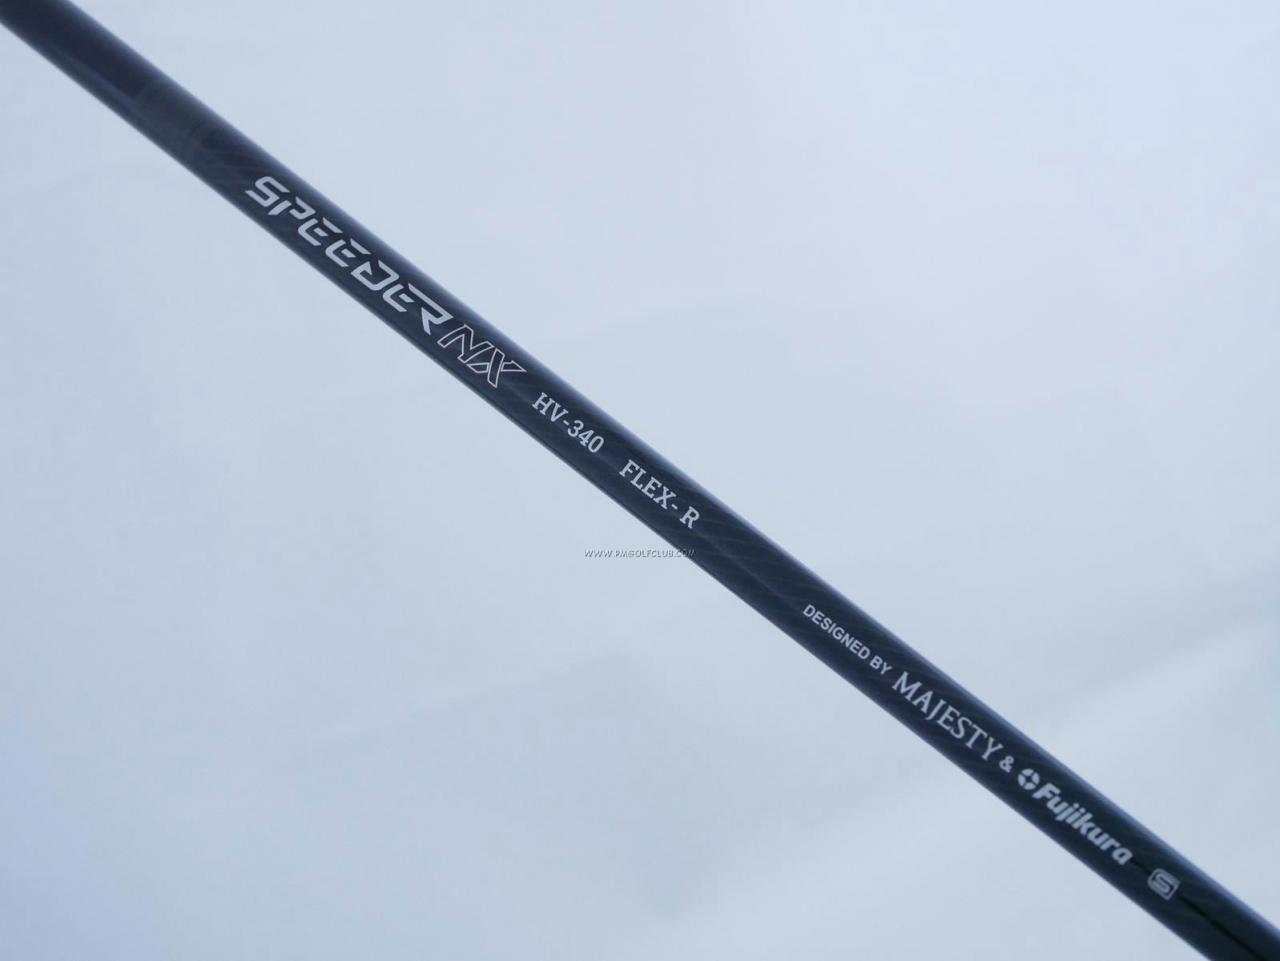 SPEEDER NX HV-340 FLEX-R DESIGNED BY MAJESTY & Fujikura S
WWW.PMGOLFCLUB.COM